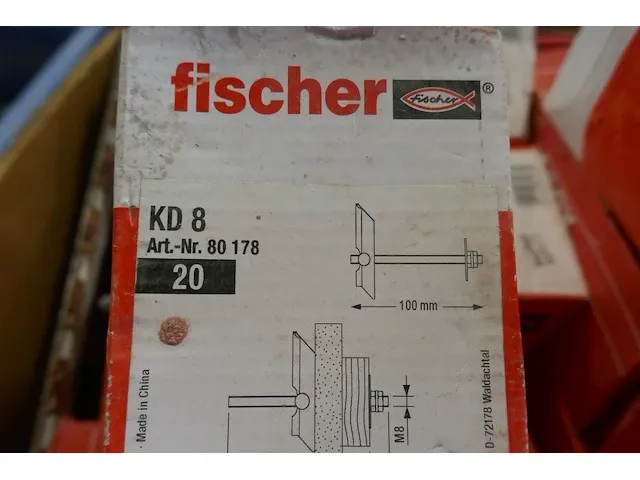 fischer
fischer ®
KD 8
Art.-Nr. 80 178
20
100 mm
Made in China
M8
D-72178 Waldachtal